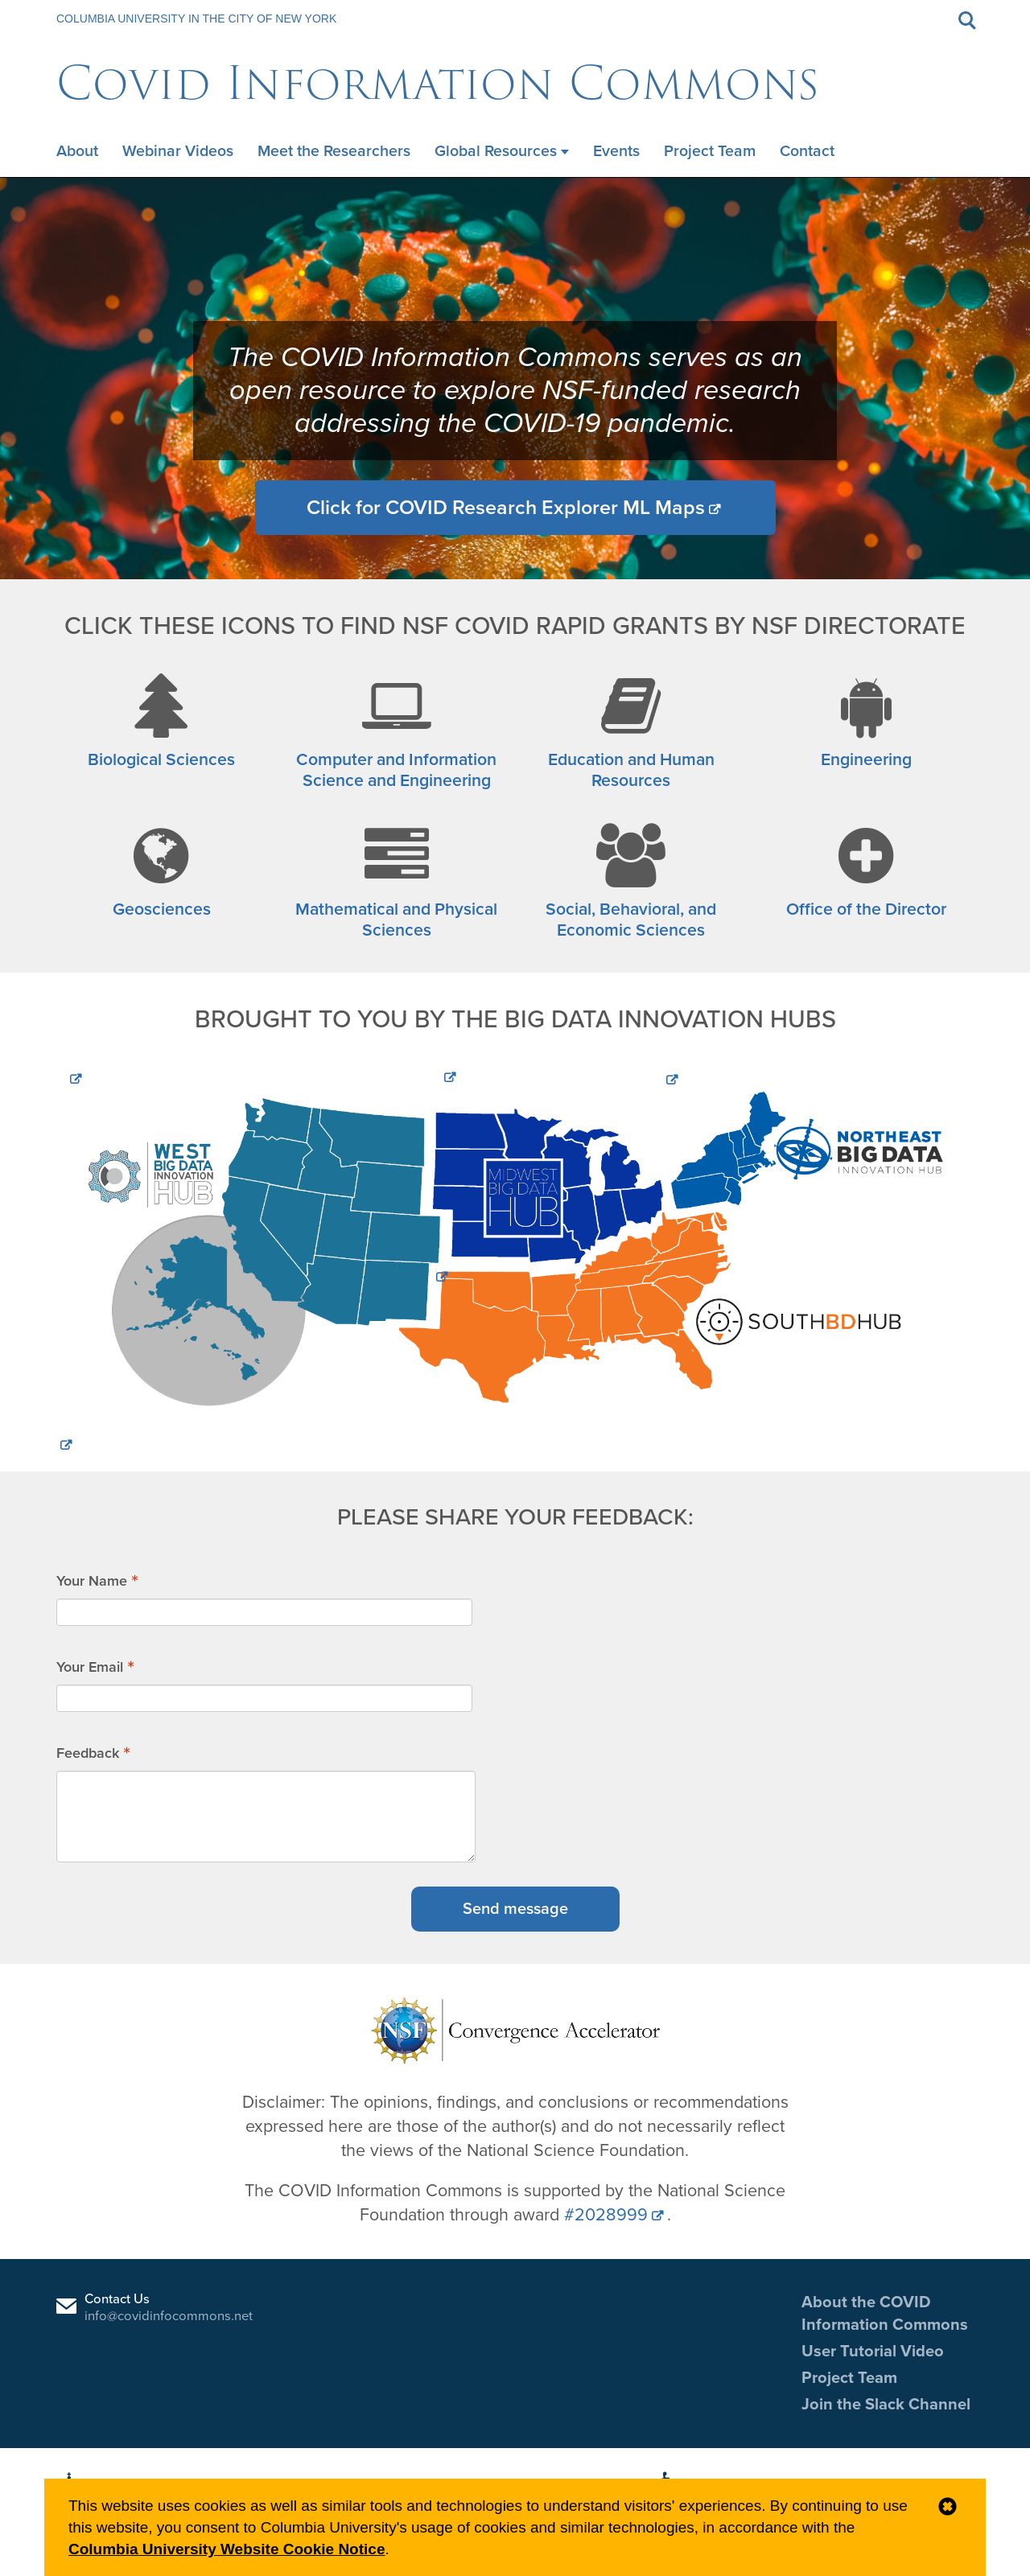 COLUMBIA UNIVERSITY IN THE CITY OF NEW YORK
Covid Information Commons
About Webinar Videos Meet the Researchers Global Resources Events Project Team Contact
The COVID Information Commons serves as an
open resource to explore NSF-funded research
addressing the COVID-19 pandemic.
Click for COVID Research Explorer ML Maps
CLICK THESE ICONS TO FIND NSF COVID RAPID GRANTS BY NSF DIRECTORATE
Biological Sciences
Computer and Information
Science and Engineering
Education and Human
Resources
Engineering
Geosciences
Mathematical and Physical
Sciences
Social, Behavioral, and
Economic Sciences
Office of the Director
BROUGHT TO YOU BY THE BIG DATA INNOVATION HUBS
WEST
BIG DATA
INNOVATION
HUB
MIDWEST
BIG DATA
HUB
NORTHEAST
BIG DATA
INNOVATION HUB
SOUTHBDHUB
PLEASE SHARE YOUR FEEDBACK:
Your Name *
Your Email *
Feedback *
Send message
NSF Convergence Accelerator
Disclaimer: The opinions, findings, and conclusions or recommendations
expressed here are those of the author(s) and do not necessarily reflect
the views of the National Science Foundation.
The COVID Information Commons is supported by the National Science
Foundation through award #2028999 .
Contact Us
info@covidinfocommons.net
About the COVID
Information Commons
User Tutorial Video
Project Team
Join the Slack Channel
This website uses cookies as well as similar tools and technologies to understand visitors' experiences. By continuing to use
this website, you consent to Columbia University's usage of cookies and similar technologies, in accordance with the
Columbia University Website Cookie Notice.